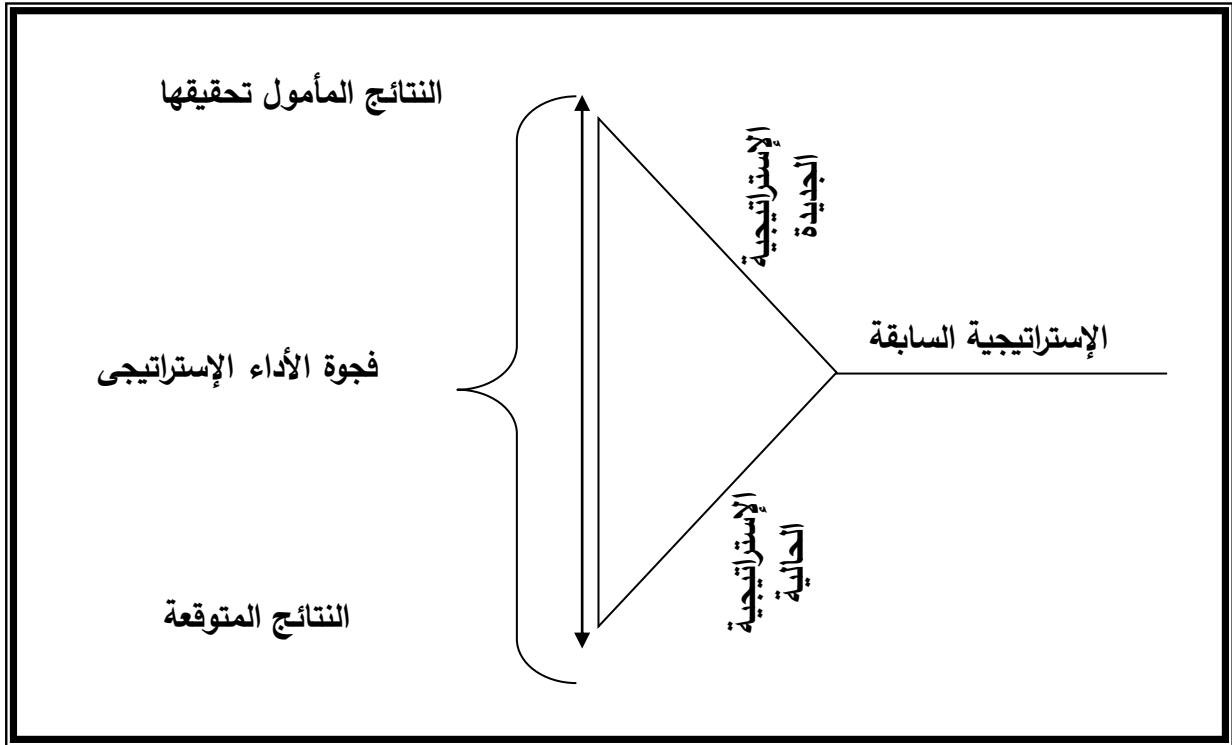 النتائج المأمول تحقيقها
الإستراتيجية
الجديدة
الإستراتيجية السابقة
فجوة الأداء الإستراتيجى
الإستراتيجية
الحالية
النتائج المتوقعة